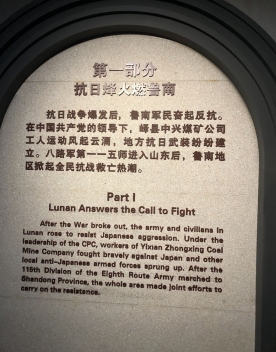 第一部分
抗日烽火燃鲁南
抗日战争爆发后，鲁南军民奋起反抗。
在中国共产党的领导下，峄县中兴煤矿公司
工人运动风起云涌，地方抗日武装纷纷建
立。八路军第一一五师进入山东后，鲁南地
区掀起全民抗战救亡热潮。
Part I
Lunan Answers the Call to Fight
After the War broke out, the army and civilians in
Lunan rose to resist Japanese aggression. Under the
leadership of the CPC, workers of Yixian Zhongxing Coal
Mine Company fought bravely against Japan and other
local anti-Japanese armed forces sprung up. After the
115th Division of the Eighth Route Army marched to
Shandong Province, the whole area made joint efforts to
carry on the resistance.